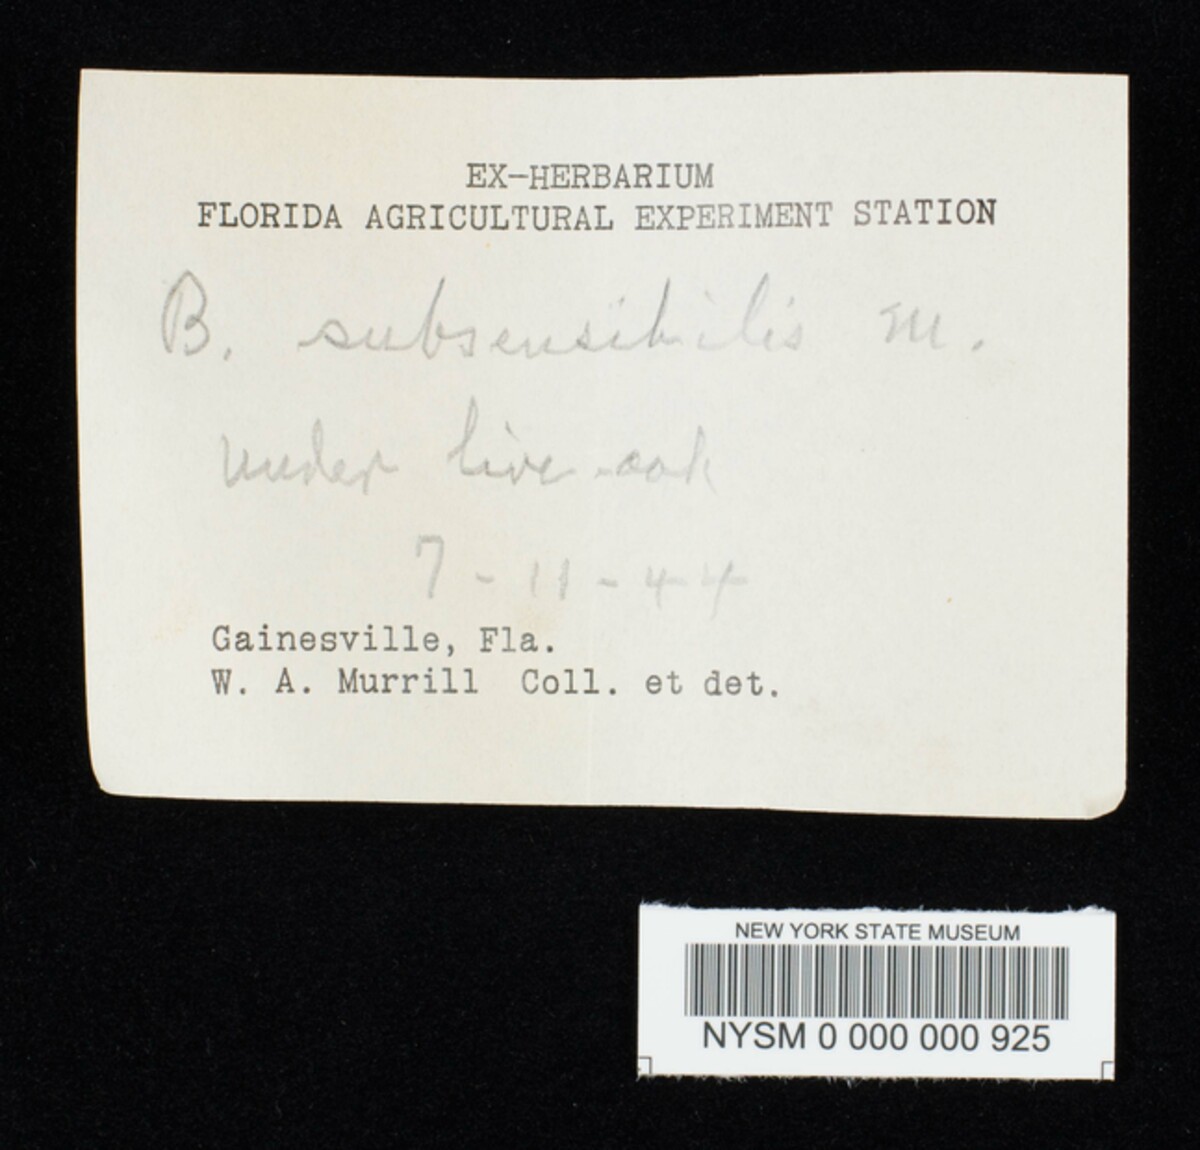 EX-HERBARIUM
FLORIDA AGRICULTURAL EXPERIMENT STATION
B. subsensibilis M.
under live-oak
7-11-44
Gainesville, Fla.
W. A. Murrill Coll. et det.
NEW YORK STATE MUSEUM
NYSM 0 000 000 925